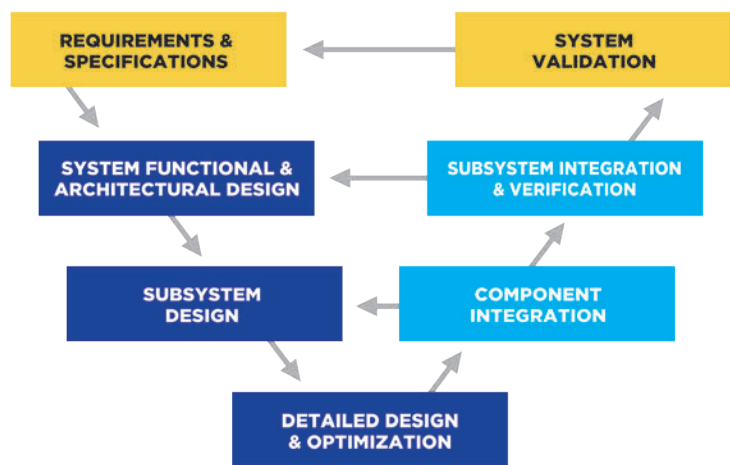 REQUIREMENTS &
SPECIFICATIONS
SYSTEM
VALIDATION
SYSTEM FUNCTIONAL &
ARCHITECTURAL DESIGN
SUBSYSTEM INTEGRATION
& VERIFICATION
SUBSYSTEM
DESIGN
COMPONENT
INTEGRATION
DETAILED DESIGN
& OPTIMIZATION